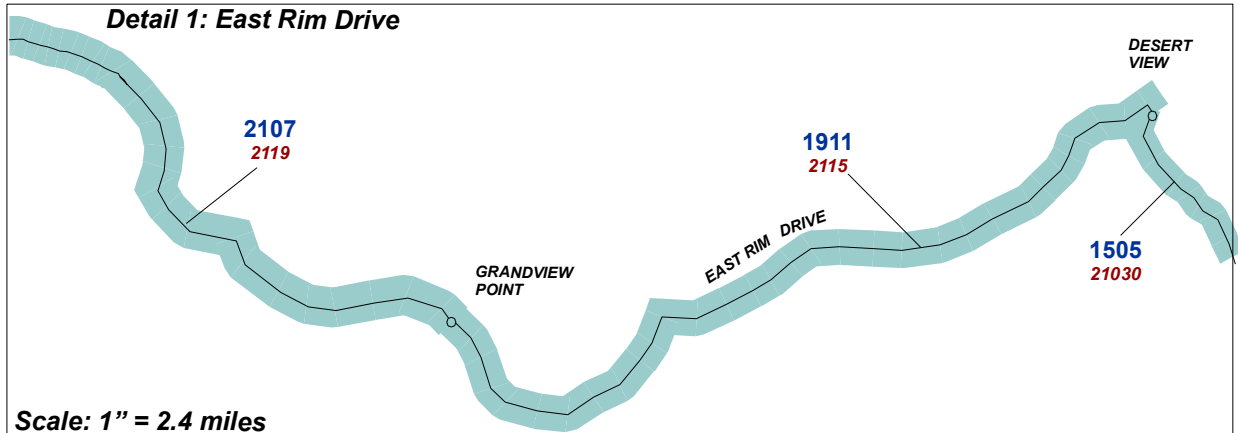 Detail 1: East Rim Drive
DESERT
VIEW
2107
2119
1911
2115
EAST RIM DRIVE
1505
21030
GRANDVIEW
POINT
Scale: 1” = 2.4 miles